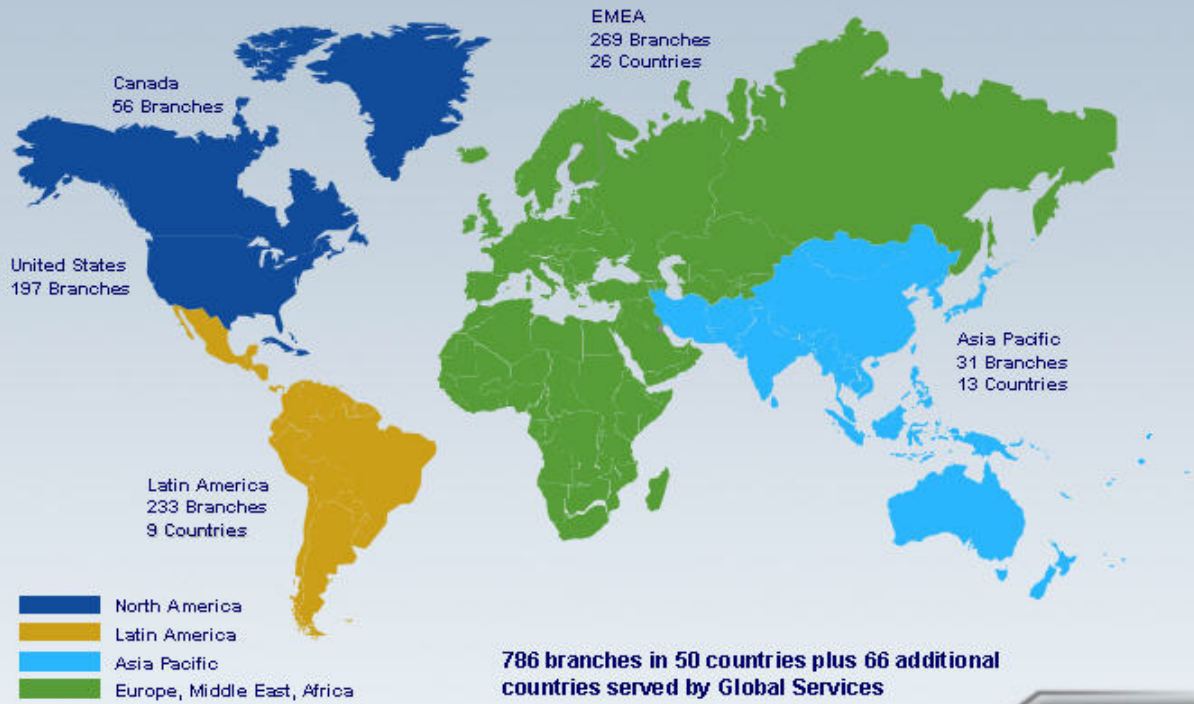 EMEA
269 Branches
26 Countries
Canada
56 Branches
United States
197 Branches
Asia Pacific
31 Branches
13 Countries
Latin America
233 Branches
9 Countries
North America
Latin America
Asia Pacific
Europe, Middle East, Africa
786 branches in 50 countries plus 66 additional
countries served by Global Services